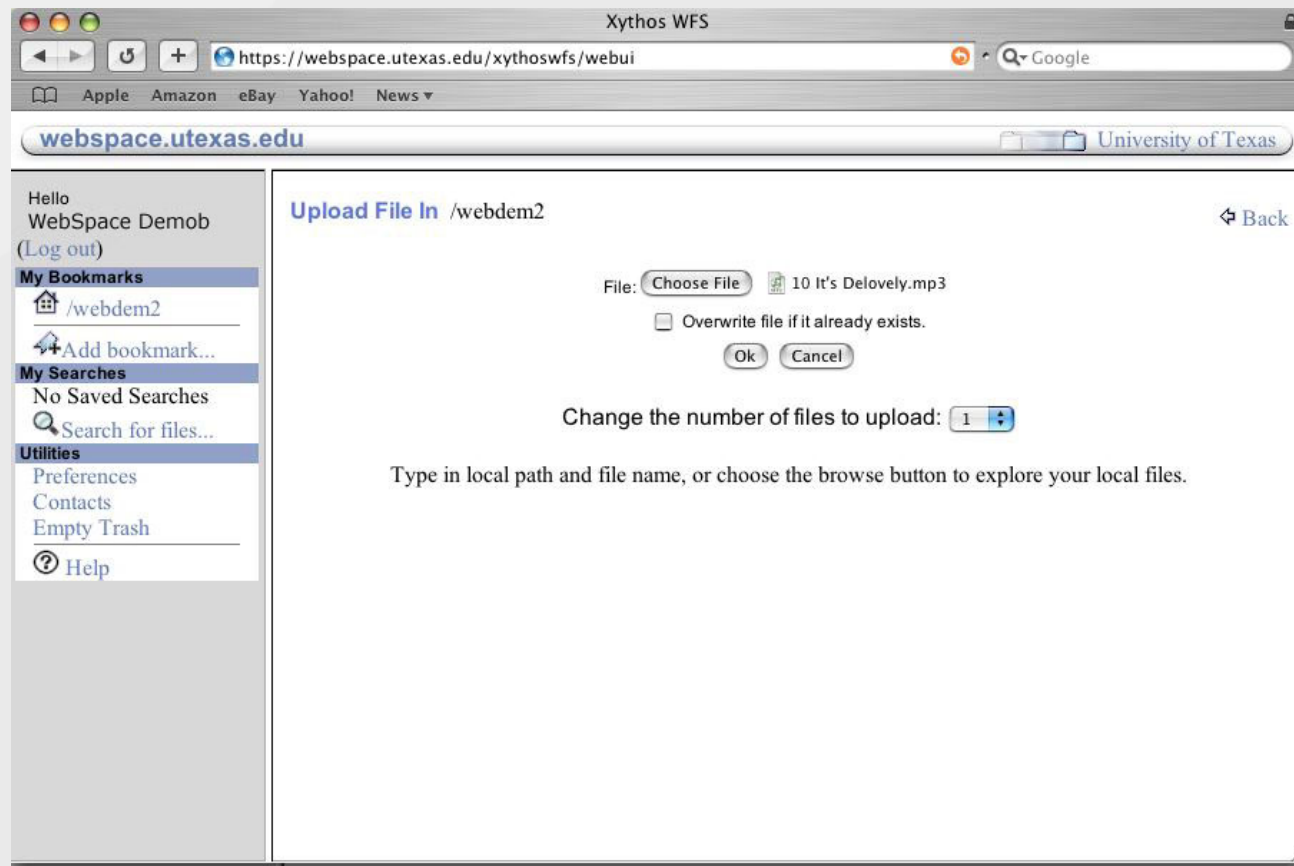 Xythos WFS
https://webspace.utexas.edu/xythoswfs/webui
Google
Apple Amazon eBay Yahoo! News
webspace.utexas.edu
University of Texas
Hello
WebSpace Demob
(Log out)
My Bookmarks
/webdem2
Add bookmark...
My Searches
No Saved Searches
Search for files...
Utilities
Preferences
Contacts
Empty Trash
Help
Upload File In /webdem2
Back
File: Choose File 10 It's Delovely.mp3
Overwrite file if it already exists.
Ok Cancel
Change the number of files to upload: 1
Type in local path and file name, or choose the browse button to explore your local files.